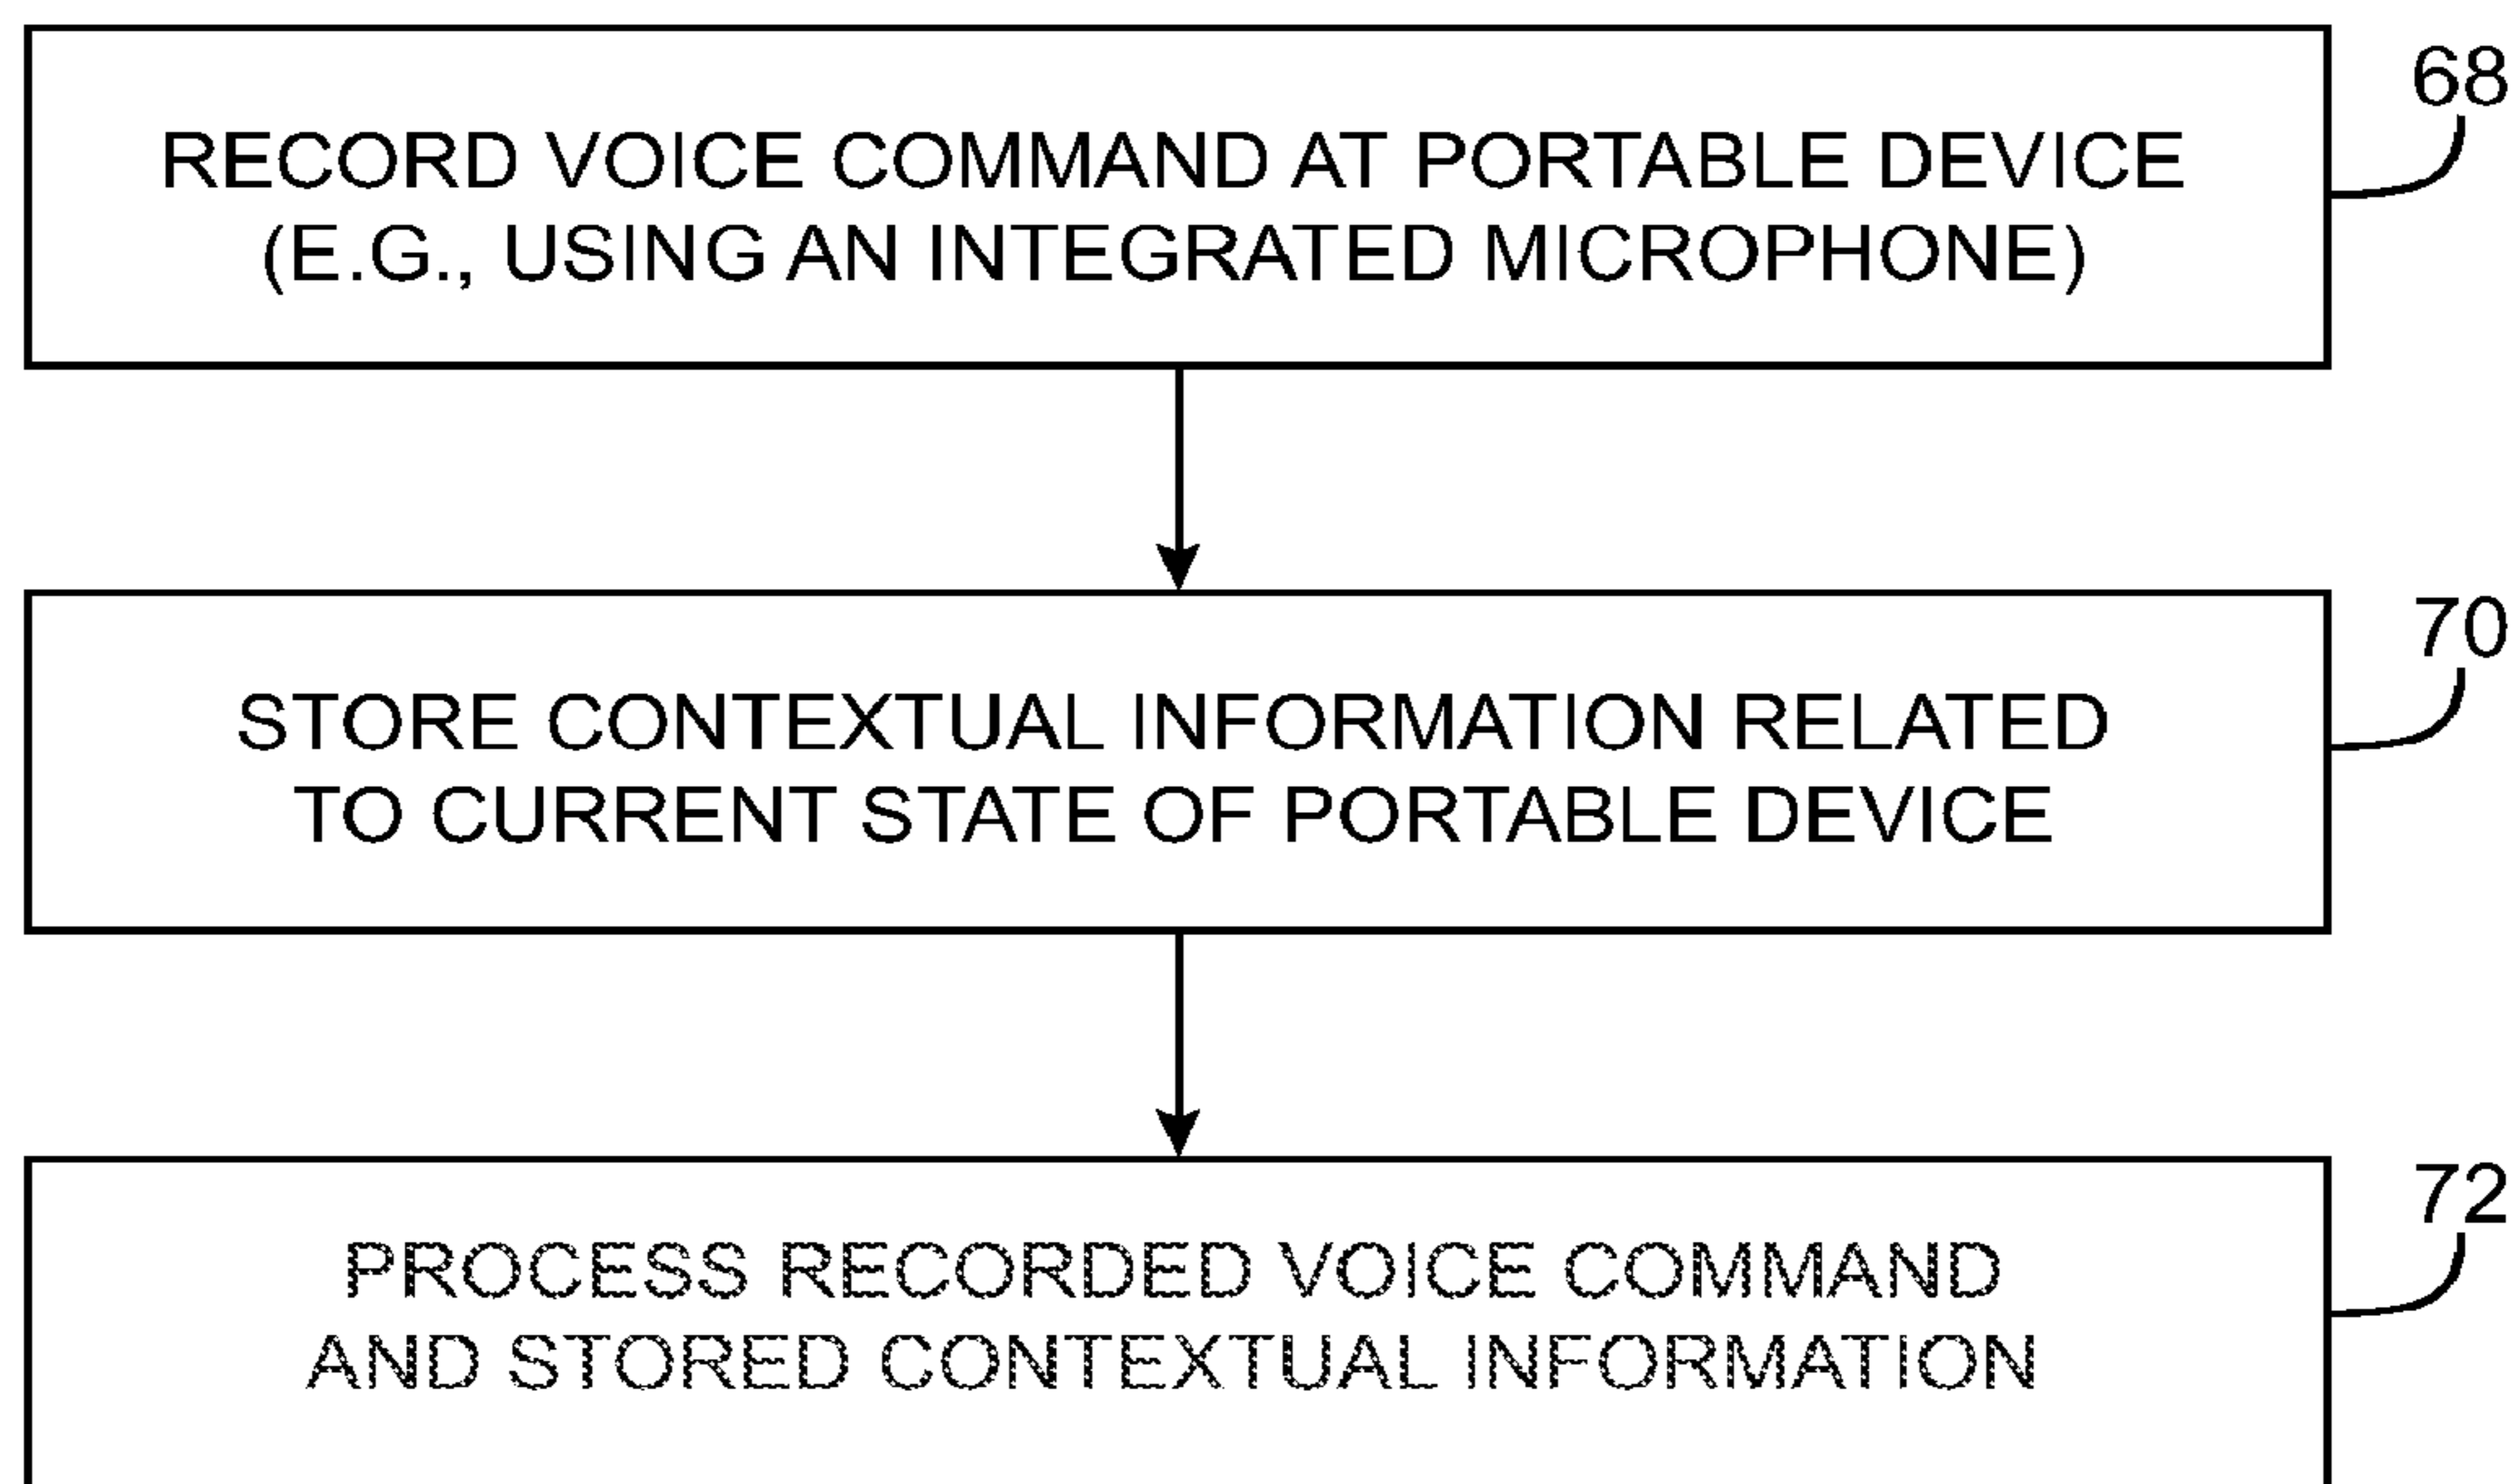 68
RECORD VOICE COMMAND AT PORTABLE DEVICE
(E.G., USING AN INTEGRATED MICROPHONE)
70
STORE CONTEXTUAL INFORMATION RELATED
TO CURRENT STATE OF PORTABLE DEVICE
72
PROCESS RECORDED VOICE COMMAND
AND STORED CONTEXTUAL INFORMATION